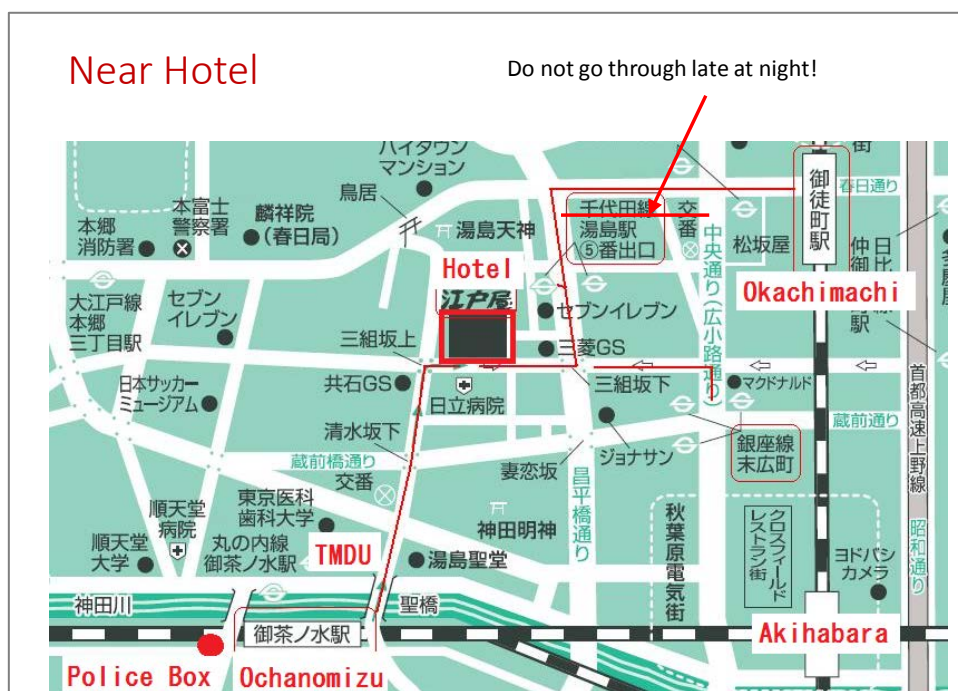 Near Hotel
Do not go through late at night!
ハイタウン
マンション
鳥居
本富士
警察署
麟祥院
(春日局)
本郷
消防署
湯島天神
千代田線
湯島駅
⑤番出口
交番
中央通り(広小路通り)
松坂屋
街
御徒町駅
春日通り
仲御
日比
駅
Hotel
江戸屋
Okachimachi
大江戸線
本郷
三丁目駅
セブン
イレブン
セブンイレブン
三組坂上
三菱GS
日本サッカー
ミュージアム
共石GS
日立病院
三組坂下
マクドナルド
首都高速上野線
清水坂下
蔵前橋通り
交番
妻恋坂
ジョナサン
銀座線
末広町
蔵前通り
昌平橋通り
順天堂
病院
東京医科
歯科大学
神田明神
秋葉原電気街
クロスフィールド
レストラン街
昭和通り
順天堂
大学
丸の内線
御茶ノ水駅
TMDU
湯島聖堂
ヨドバシ
カメラ
神田川
聖橋
御茶ノ水駅
Akihabara
Police Box
Ochanomizu